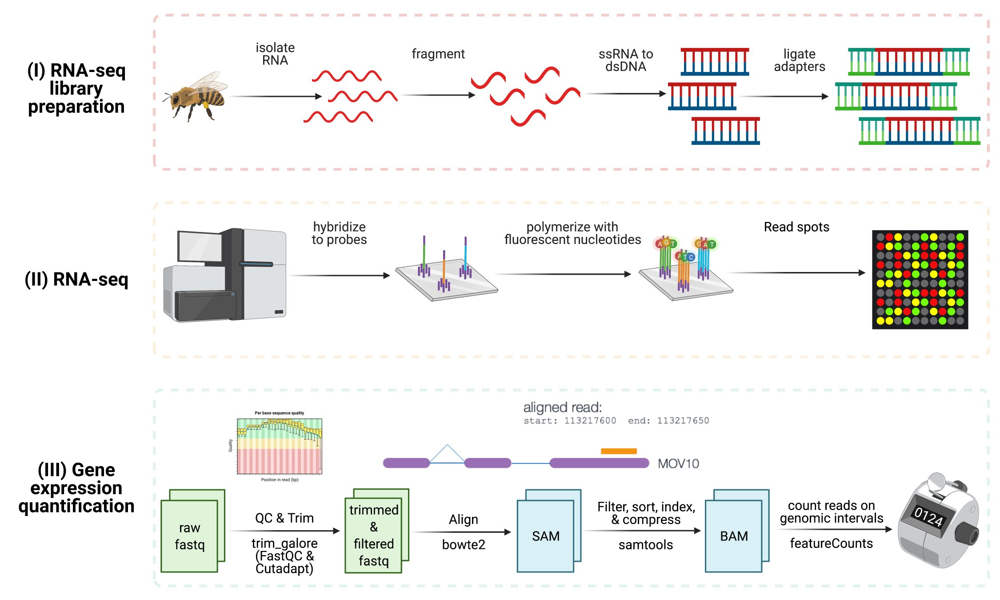 (I) RNA-seq
library
preparation
isolate
RNA
fragment
ssRNA to
dsDNA
ligate
adapters
(II) RNA-seq
hybridize
to probes
polymerize with
fluorescent nucleotides
A G T
A T C
G A T
Read spots
(III) Gene
expression
quantification
Per base sequence quality
Quality
Position in read (bp)
aligned read:
start: 113217600 end: 113217650
MOV10
raw
fastq
QC & Trim
trim_galore
(FastQC &
Cutadapt)
trimmed
&
filtered
fastq
Align
bowte2
SAM
Filter, sort, index,
& compress
samtools
BAM
count reads on
genomic intervals
featureCounts
0124